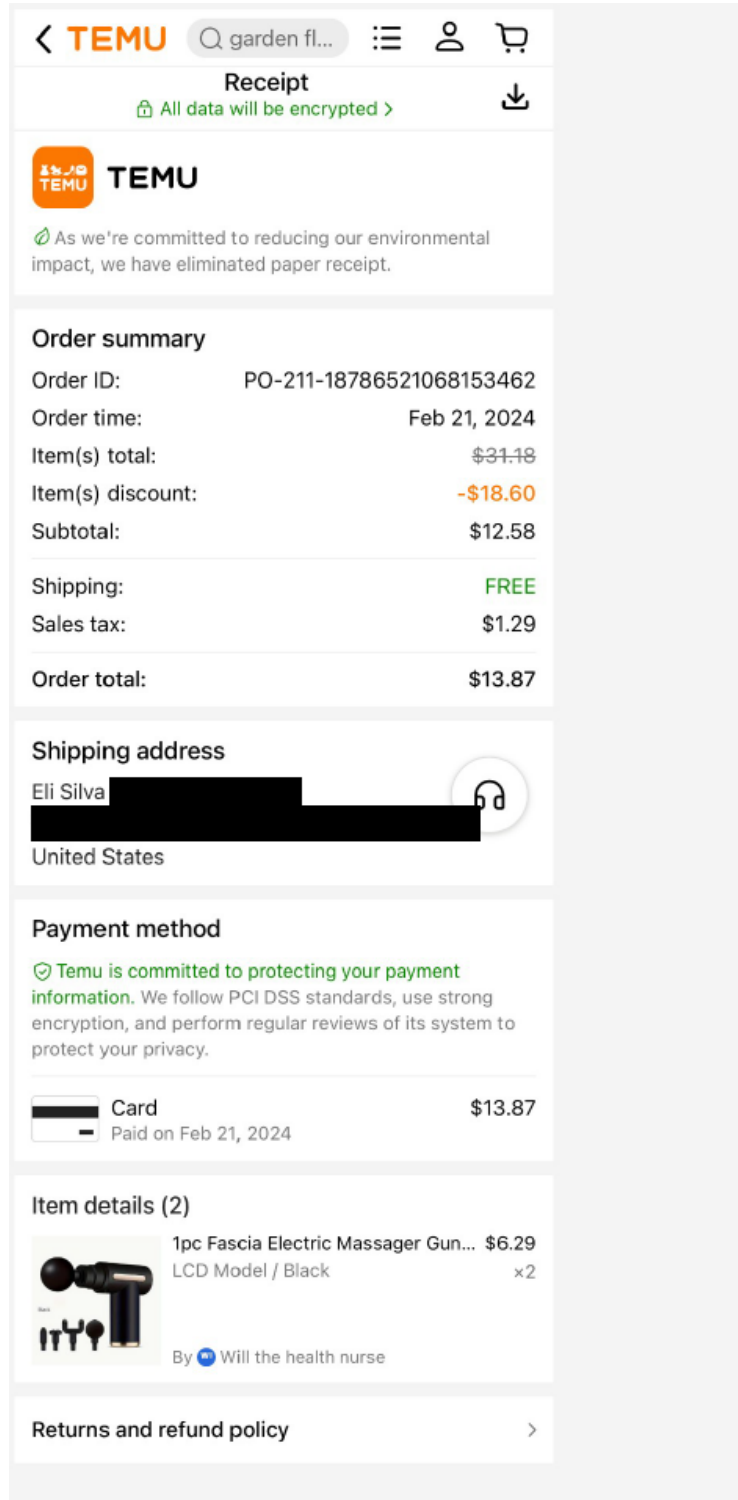 TEMU garden fl...
Receipt
All data will be encrypted >
TEMU TEMU
As we're committed to reducing our environmental
impact, we have eliminated paper receipt.
Order summary
Order ID: PO-211-18786521068153462
Order time: Feb 21, 2024
Item(s) total: $31.18
Item(s) discount: -$18.60
Subtotal: $12.58
Shipping: FREE
Sales tax: $1.29
Order total: $13.87
Shipping address
Eli Silva
United States
Payment method
Temu is committed to protecting your payment
information. We follow PCI DSS standards, use strong
encryption, and perform regular reviews of its system to
protect your privacy.
Card $13.87
Paid on Feb 21, 2024
Item details (2)
1pc Fascia Electric Massager Gun... $6.29
LCD Model / Black ×2
By Will the health nurse
Returns and refund policy >